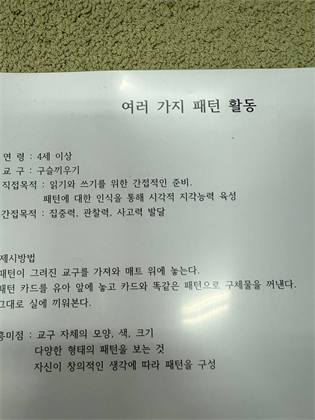 여러 가지 패턴 활동
연 령 : 4세 이상
교 구 : 구슬끼우기
직접목적 : 읽기와 쓰기를 위한 간접적인 준비.
패턴에 대한 인식을 통해 시각적 지각능력 육성
간접목적 : 집중력, 관찰력, 사고력 발달
제시방법
패턴이 그려진 교구를 가져와 매트 위에 놓는다.
패턴 카드를 유아 앞에 놓고 카드와 똑같은 패턴으로 구체물을 꺼낸다.
그대로 실에 끼워본다.
흥미점 : 교구 자체의 모양, 색, 크기
다양한 형태의 패턴을 보는 것
자신이 창의적인 생각에 따라 패턴을 구성